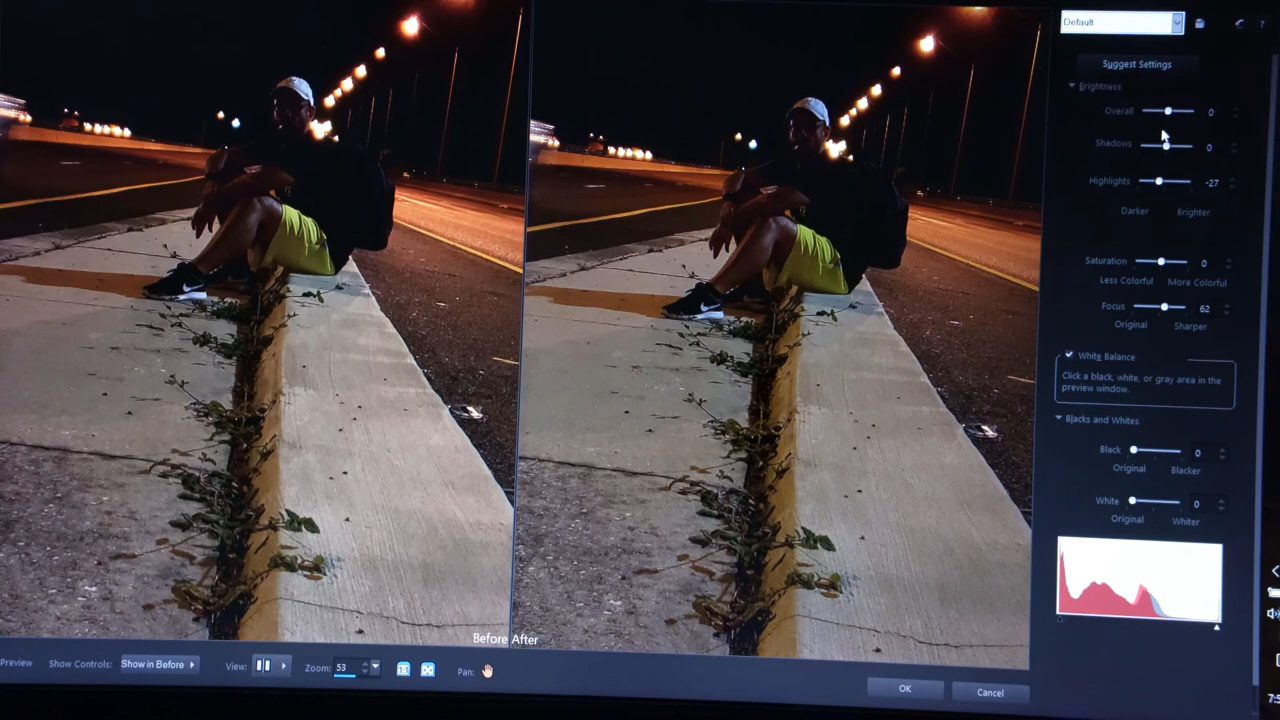 Default
Suggest Settings
Brightness
Overall 0
Shadows 0
Highlights -27
Darker Brighter
Saturation 0
Less Colorful More Colorful
Focus 62
Original Sharper
White Balance
Click a black, white, or gray area in the
preview window.
Blacks and Whites
Black 0
Original Blacker
White 0
Original Whiter
Before After
Preview Show Controls: Show in Before View: Zoom: 53 Pan:
OK Cancel